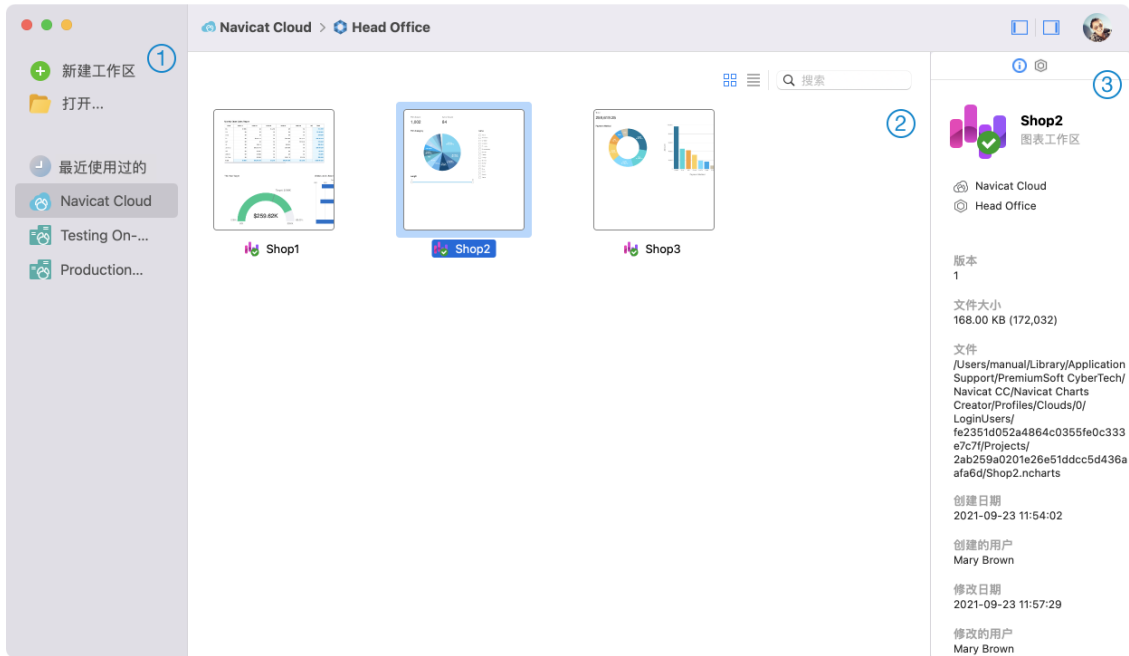 Navicat Cloud > Head Office
1
新建工作区
打开...
最近使用过的
Navicat Cloud
Testing On-...
Production...
搜索
2
$259.62K
Shop1
Shop2
Shop3
3
Shop2
图表工作区
Navicat Cloud
Head Office
版本
1
文件大小
168.00 KB (172,032)
文件
/Users/manual/Library/Application
Support/PremiumSoft CyberTech/
Navicat CC/Navicat Charts
Creator/Profiles/Clouds/0/
LoginUsers/
fe2351d052a4864c0355fe0c333
e7c7f/Projects/
2ab259a0201e26e51ddcc5d436a
afa6d/Shop2.ncharts
创建日期
2021-09-23 11:54:02
创建的用户
Mary Brown
修改日期
2021-09-23 11:57:29
修改的用户
Mary Brown